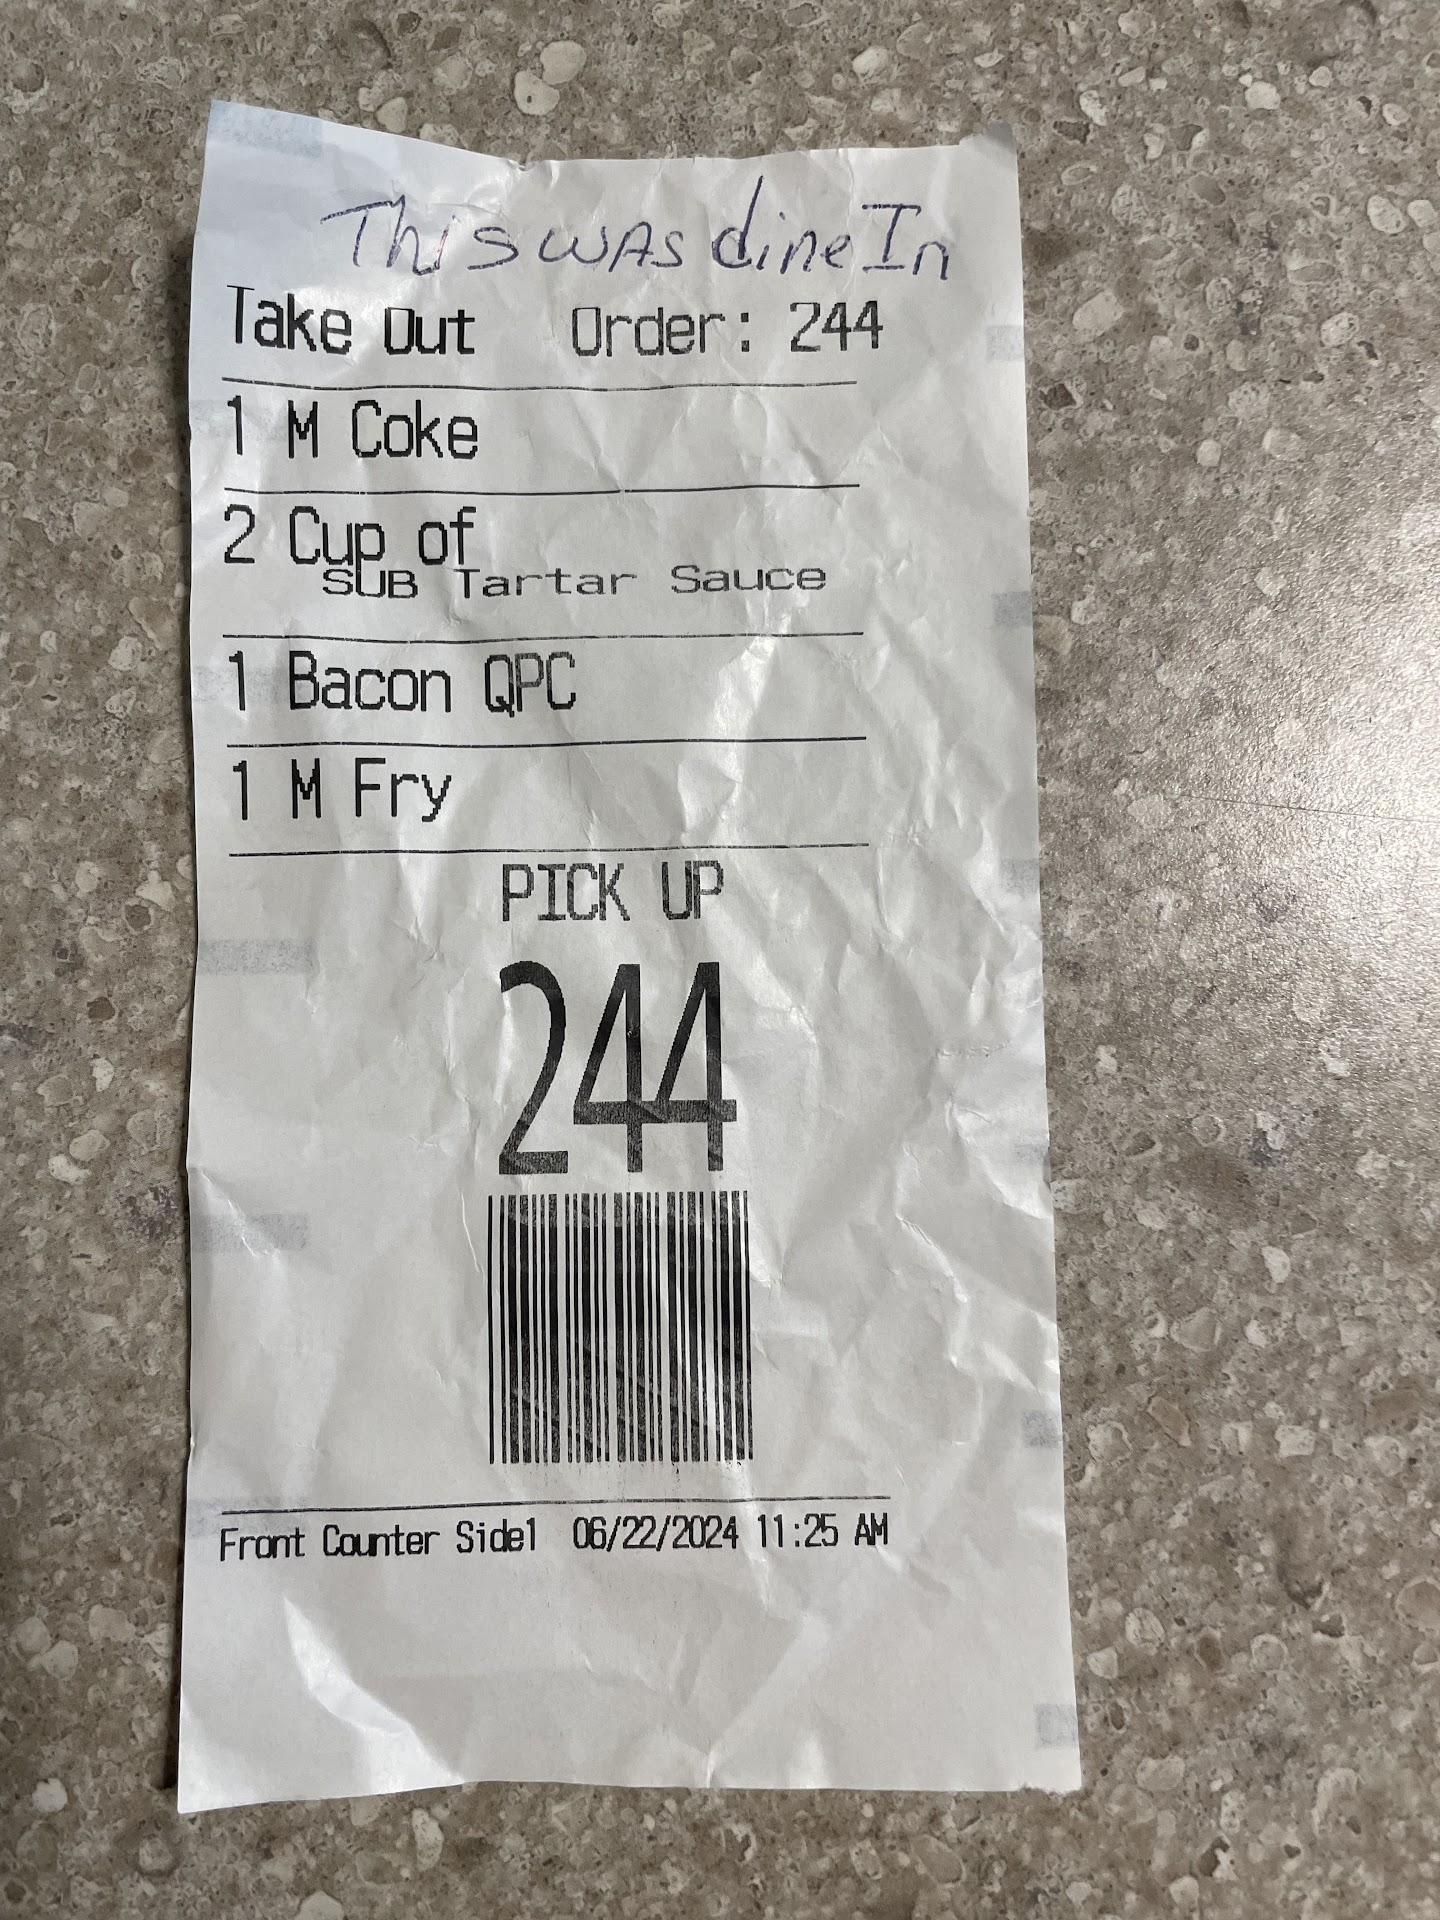 This was dine In
Take Out Order: 244
1 M Coke
2 Cup of
SUB Tartar Sauce
1 Bacon QPC
1 M Fry
PICK UP
244
Front Counter Side1 06/22/2024 11:25 AM